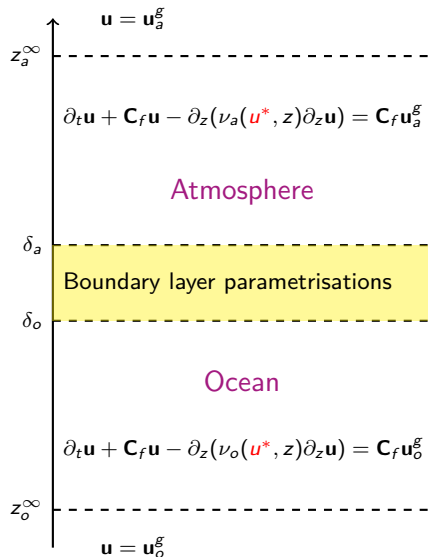 u = u_a^g
z_a^∞
∂_t u + C_f u − ∂_z(ν_a(u*, z)∂_z u) = C_f u_a^g
Atmosphere
δ_a
Boundary layer parametrisations
δ_o
Ocean
∂_t u + C_f u − ∂_z(ν_o(u*, z)∂_z u) = C_f u_o^g
z_o^∞
u = u_o^g